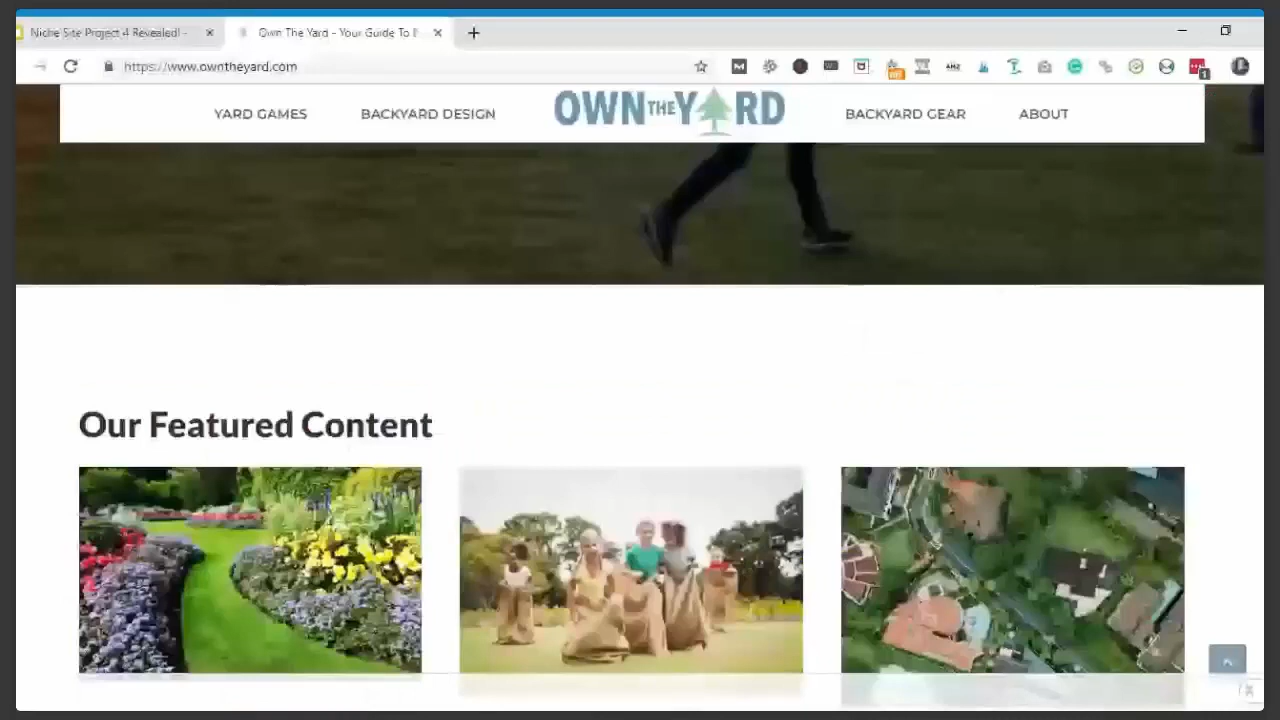 Niche Site Project 4 Revealed! -
Own The Yard - Your Guide To
https://www.owntheyard.com
YARD GAMES
BACKYARD DESIGN
OWN THE YARD
BACKYARD GEAR
ABOUT
Our Featured Content